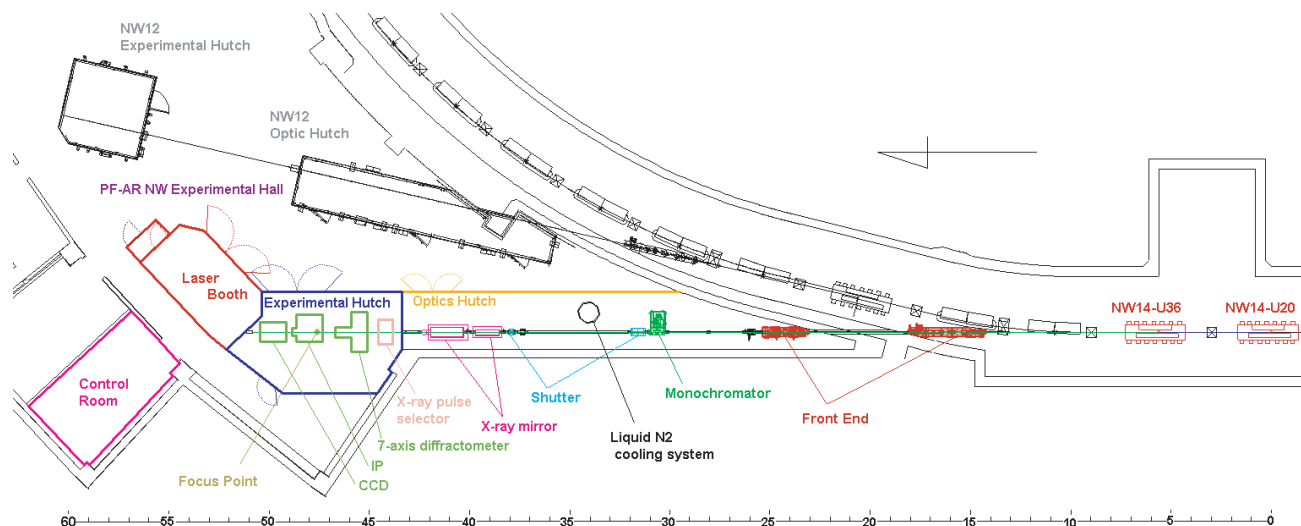 NW12
Experimental Hutch
NW12
Optic Hutch
PF-AR NW Experimental Hall
Laser
Booth
Experimental Hutch
Optics Hutch
NW14-U36
NW14-U20
Control
Room
X-ray pulse
selector
X-ray mirror
Shutter
Monochromator
Front End
7-axis diffractometer
Liquid N2
cooling system
IP
Focus Point
CCD
60 55 50 45 44 40 35 30 25 20 15 10 5 0